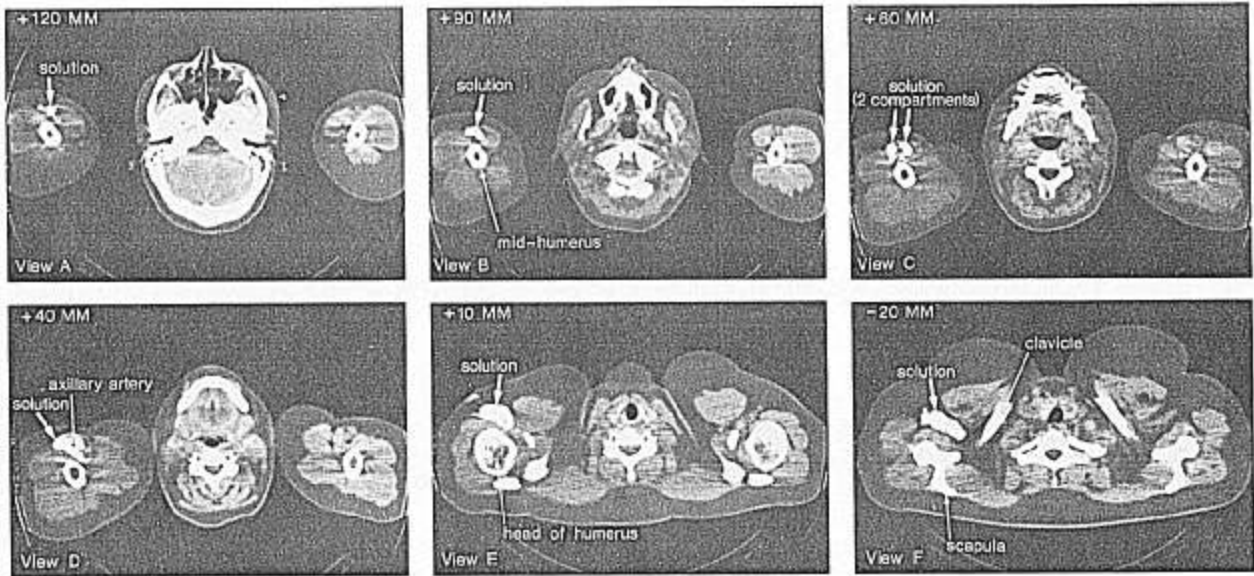 +120 MM
solution
View A
+90 MM
solution
mid-humerus
View B
+60 MM
solution
(2 compartments)
View C
+40 MM
axillary artery
solution
View D
+10 MM
solution
head of humerus
View E
-20 MM
clavicle
solution
scapula
View F